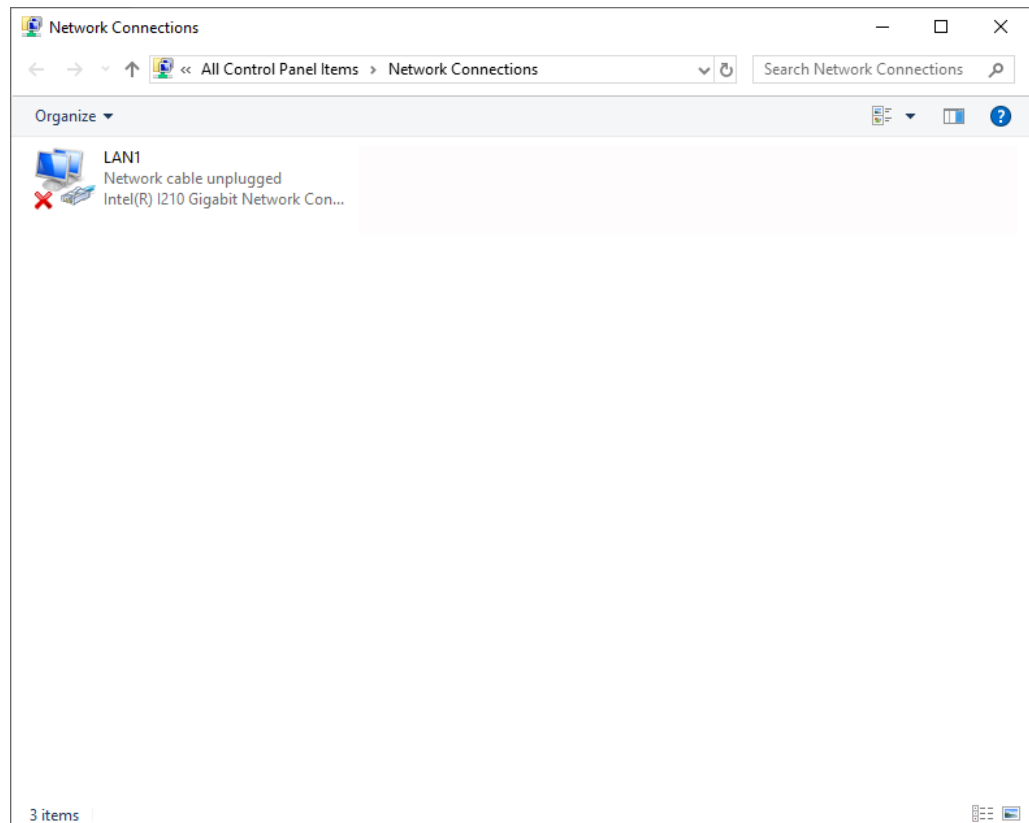 Network Connections
« All Control Panel Items › Network Connections
Search Network Connections
Organize
LAN1
Network cable unplugged
Intel(R) I210 Gigabit Network Con...
3 items